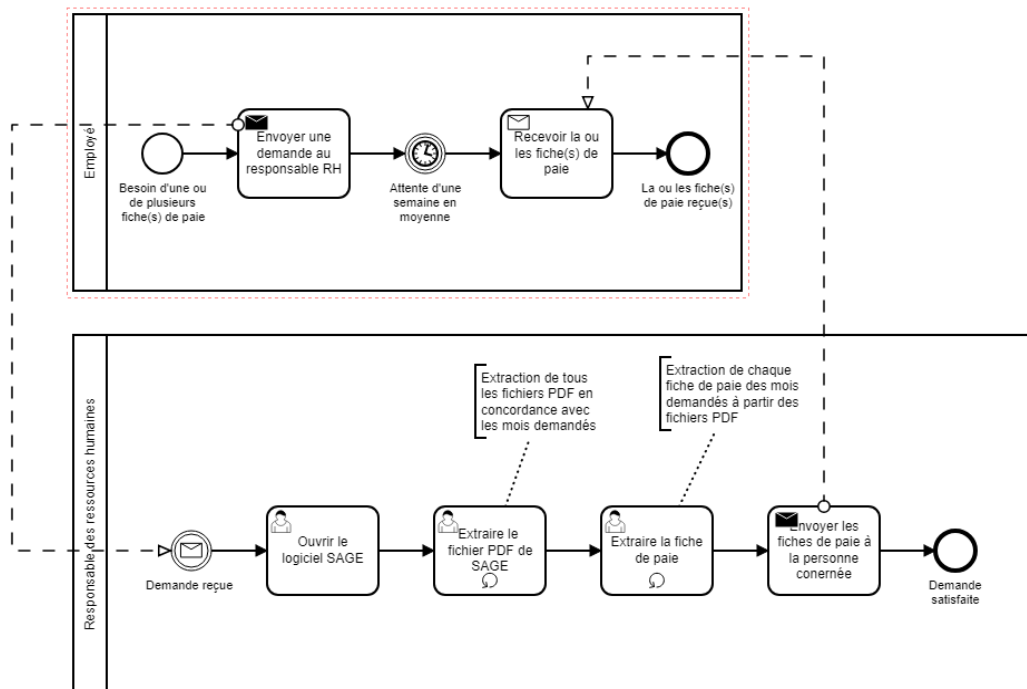 Employé
Envoyer une
demande au
responsable RH
Recevoir la ou
les fiche(s) de
paie
Besoin d'une ou
de plusieurs
fiche(s) de paie
Attente d'une
semaine en
moyenne
La ou les fiche(s)
de paie reçue(s)
Responsable des ressources humaines
Extraction de tous
les fichiers PDF en
concordance avec
les mois demandés
Extraction de chaque
fiche de paie des mois
demandés à partir des
fichiers PDF
Demande reçue
Ouvrir le
logiciel SAGE
Extraire le
fichier PDF de
SAGE
Extraire la fiche
de paie
Envoyer les
fiches de paie à
la personne
conernée
Demande
satisfaite